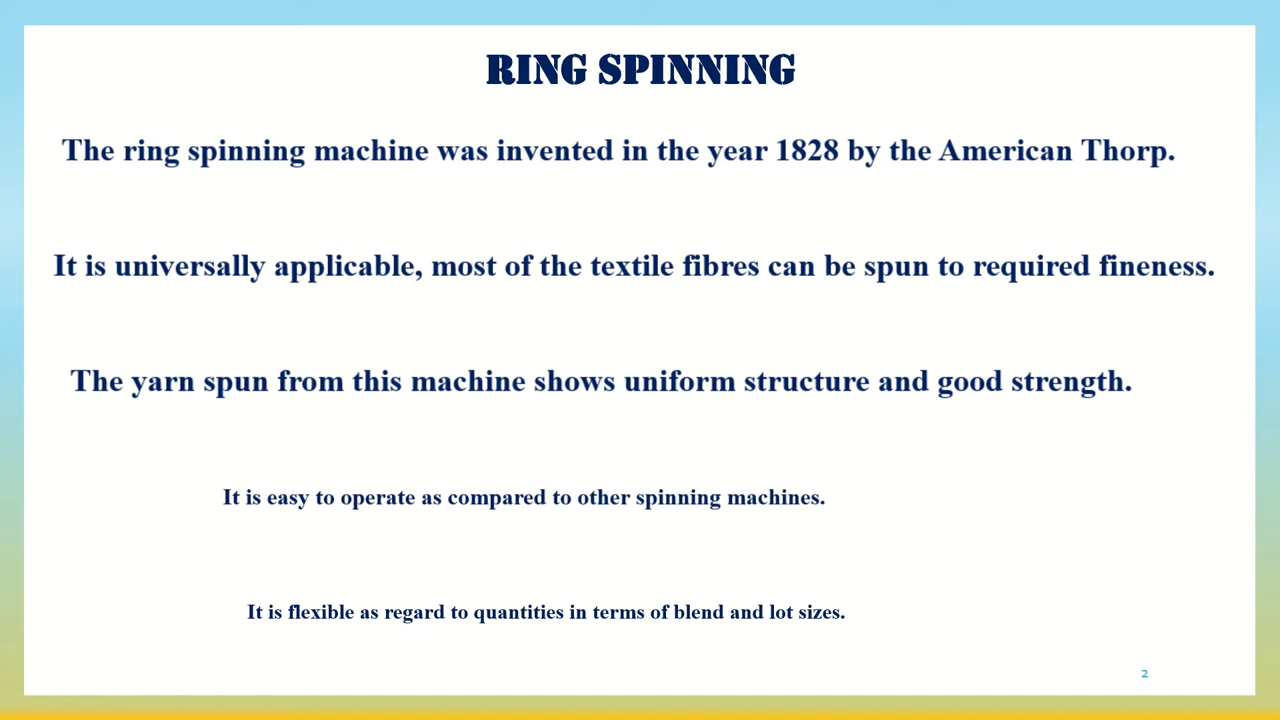 RING SPINNING
The ring spinning machine was invented in the year 1828 by the American Thorp.
It is universally applicable, most of the textile fibres can be spun to required fineness.
The yarn spun from this machine shows uniform structure and good strength.
It is easy to operate as compared to other spinning machines.
It is flexible as regard to quantities in terms of blend and lot sizes.
2